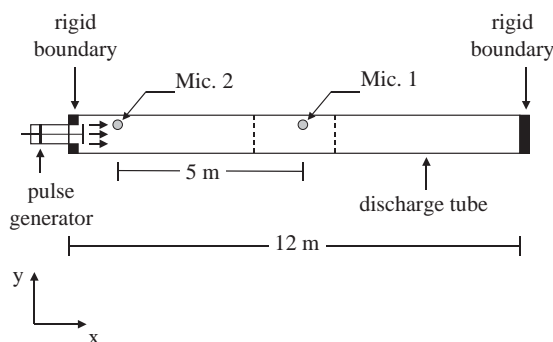 rigid
boundary
rigid
boundary
Mic. 2
Mic. 1
5 m
pulse
generator
discharge tube
12 m
y
x